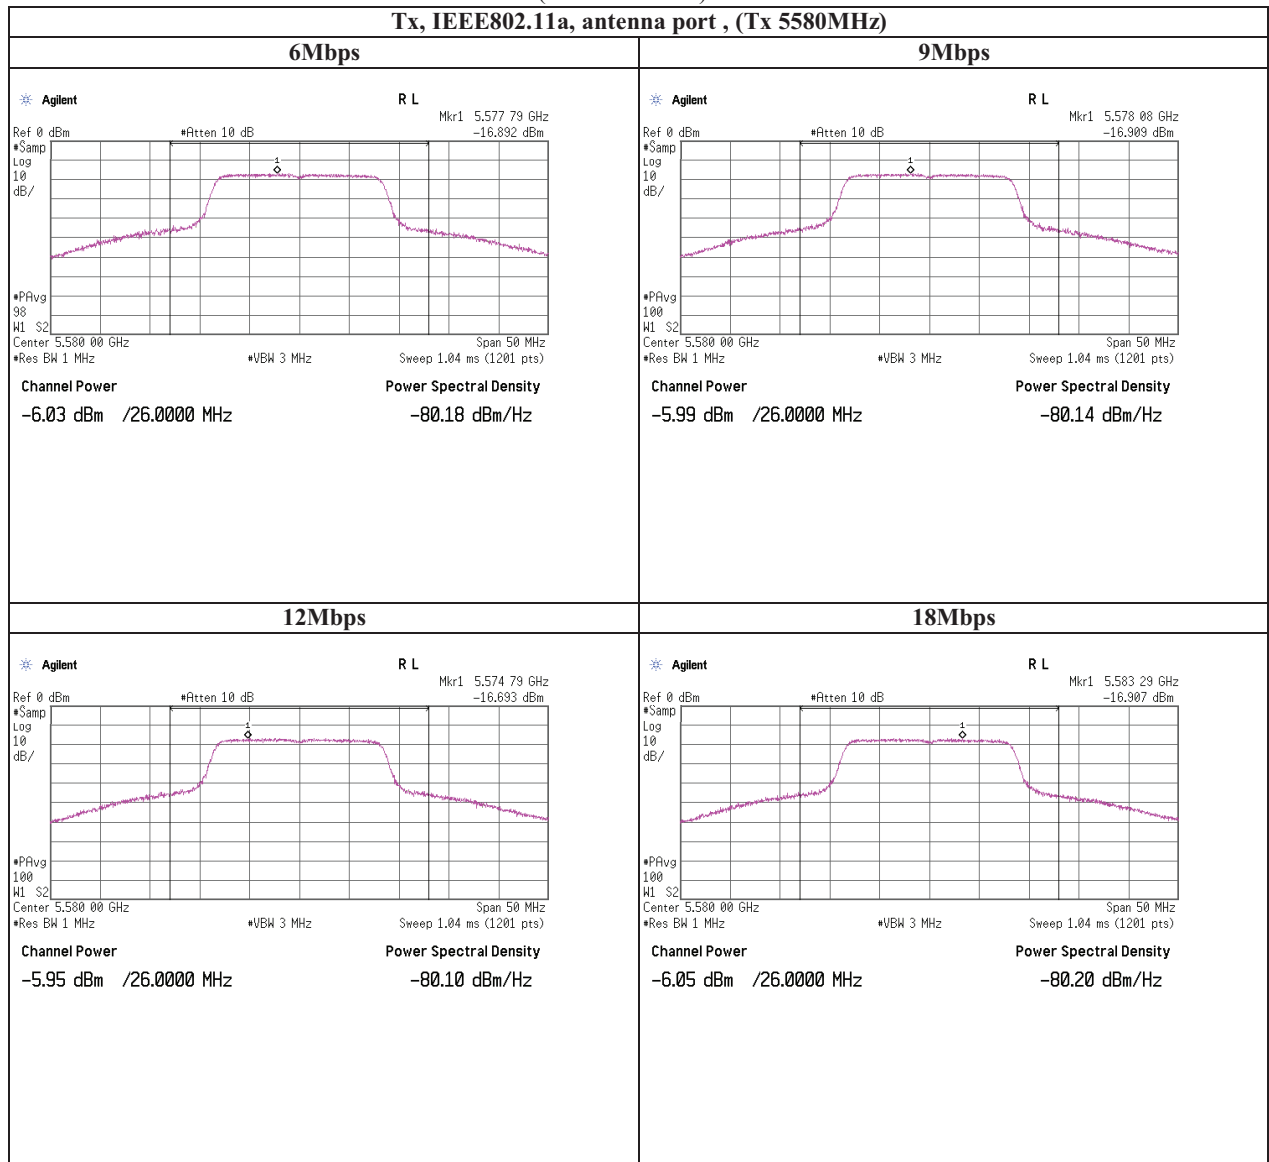 Tx, IEEE802.11a, antenna port , (Tx 5580MHz)
6Mbps
Agilent
R L
Mkr1 5.577 79 GHz
Ref 0 dBm
#Atten 10 dB
-16.892 dBm
#Samp
Log
10
dB/
1
#PAvg
98
W1 S2
Center 5.580 00 GHz
Span 50 MHz
#Res BW 1 MHz
#VBW 3 MHz
Sweep 1.04 ms (1201 pts)
Channel Power
Power Spectral Density
-6.03 dBm /26.0000 MHz
-80.18 dBm/Hz
9Mbps
Agilent
R L
Mkr1 5.578 08 GHz
Ref 0 dBm
#Atten 10 dB
-16.909 dBm
#Samp
Log
10
dB/
1
#PAvg
100
W1 S2
Center 5.580 00 GHz
Span 50 MHz
#Res BW 1 MHz
#VBW 3 MHz
Sweep 1.04 ms (1201 pts)
Channel Power
Power Spectral Density
-5.99 dBm /26.0000 MHz
-80.14 dBm/Hz
12Mbps
Agilent
R L
Mkr1 5.574 79 GHz
Ref 0 dBm
#Atten 10 dB
-16.693 dBm
#Samp
Log
10
dB/
1
#PAvg
100
W1 S2
Center 5.580 00 GHz
Span 50 MHz
#Res BW 1 MHz
#VBW 3 MHz
Sweep 1.04 ms (1201 pts)
Channel Power
Power Spectral Density
-5.95 dBm /26.0000 MHz
-80.10 dBm/Hz
18Mbps
Agilent
R L
Mkr1 5.583 29 GHz
Ref 0 dBm
#Atten 10 dB
-16.907 dBm
#Samp
Log
10
dB/
1
#PAvg
100
W1 S2
Center 5.580 00 GHz
Span 50 MHz
#Res BW 1 MHz
#VBW 3 MHz
Sweep 1.04 ms (1201 pts)
Channel Power
Power Spectral Density
-6.05 dBm /26.0000 MHz
-80.20 dBm/Hz